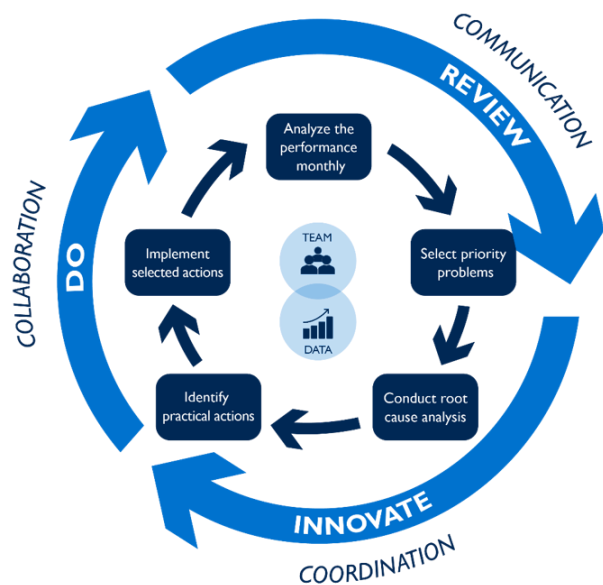 COMMUNICATION
REVIEW
Analyze the
performance
monthly
COLLABORATION
DO
Implement
selected actions
TEAM
DATA
Select priority
problems
Identify
practical actions
Conduct root
cause analysis
INNOVATE
COORDINATION